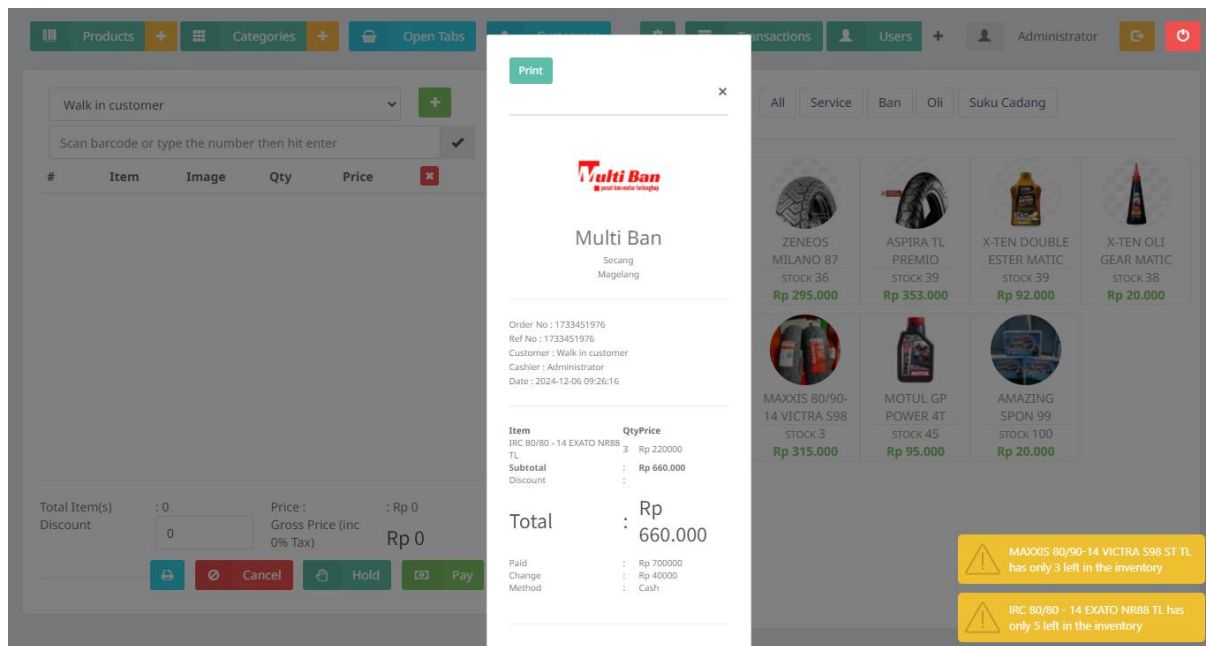 Products
Categories
Open Tabs
Customers
Transactions
Users
Administrator
Walk in customer
Scan barcode or type the number then hit enter
# Item Image Qty Price
Total Item(s) : 0 Price : : Rp 0
Discount 0 Gross Price (inc
0% Tax) Rp 0
Cancel Hold Pay
Print
×
Multi Ban
pusat ban motor terlengkap
Multi Ban
Secang
Magelang
Order No : 1733451976
Ref No : 1733451976
Customer : Walk in customer
Cashier : Administrator
Date : 2024-12-06 09:26:16
Item QtyPrice
IRC 80/80 - 14 EXATO NR88 3 Rp 220000
TL
Subtotal : Rp 660.000
Discount :
Total : Rp
660.000
Paid : Rp 700000
Change : Rp 40000
Method : Cash
All Service Ban Oli Suku Cadang
ZENEOS
MILANO 87
STOCK 36
Rp 295.000
ASPIRA TL
PREMIO
STOCK 39
Rp 353.000
X-TEN DOUBLE
ESTER MATIC
STOCK 39
Rp 92.000
X-TEN OLI
GEAR MATIC
STOCK 38
Rp 20.000
MAXXIS 80/90-
14 VICTRA S98
STOCK 3
Rp 315.000
MOTUL GP
POWER 4T
STOCK 45
Rp 95.000
AMAZING
SPON 99
STOCK 100
Rp 20.000
MAXXIS 80/90-14 VICTRA S98 ST TL
has only 3 left in the inventory
IRC 80/80 - 14 EXATO NR88 TL has
only 5 left in the inventory